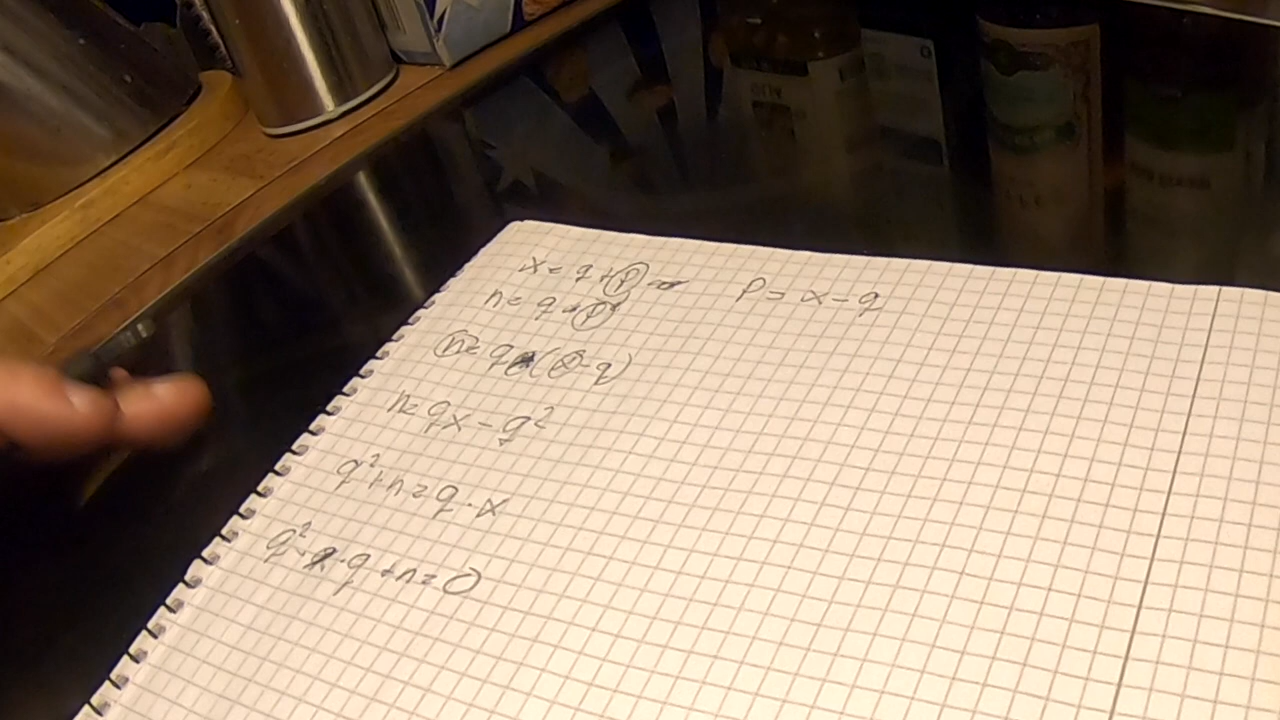 x = q + p
p = x - q
n = q · p
n = q · (x - q)
n = qx - q²
q² + n = q · x
q² - x · q + n = 0